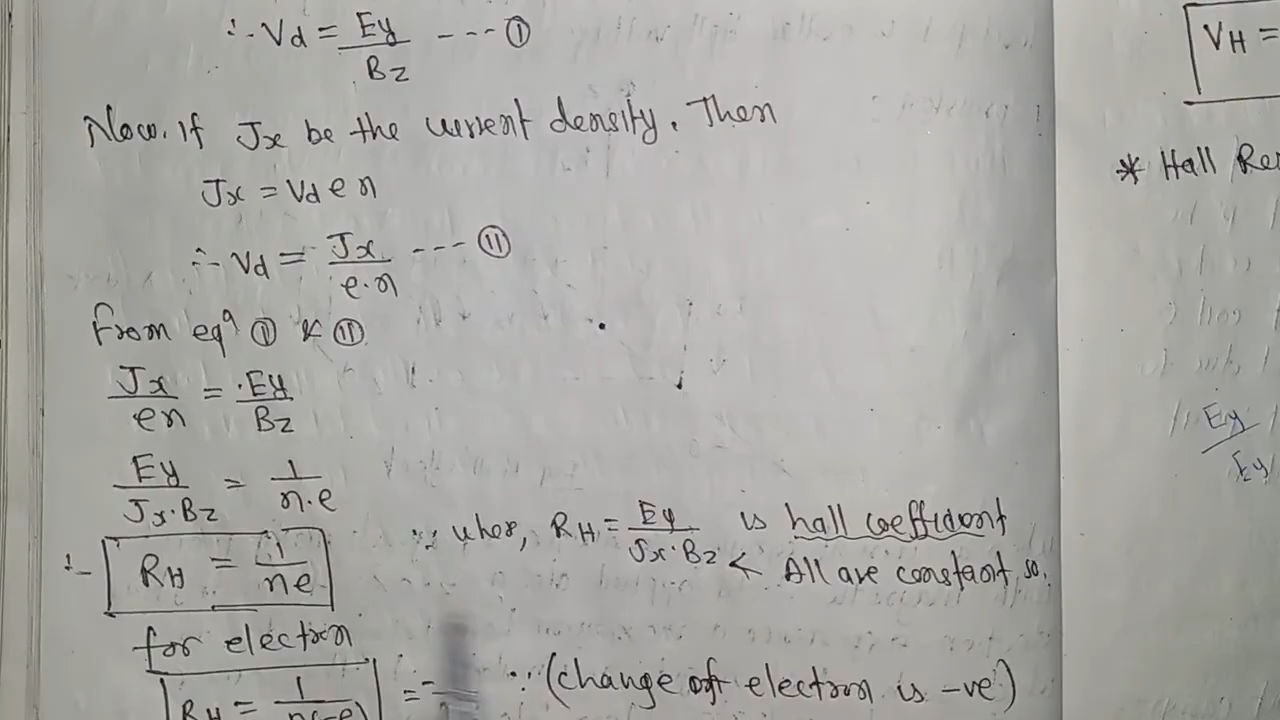 ∴ Vd = Ey / Bz --- ①
Now. If Jx be the current density. Then
Jx = Vd e n
∴ Vd = Jx / e.n --- ⑪
from eqⁿ ① & ⑪
Jx / en = .Ey / Bz
Ey / Jx.Bz = 1 / n.e
∴ RH = 1 / ne
∵ wher, RH = Ey / Jx.Bz is hall coefficient
< All are constant, so,
for electron
RH = 1 / n(-e) = -
∵ (change of electron is -ve)
VH =
* Hall Re
Ey
Ey